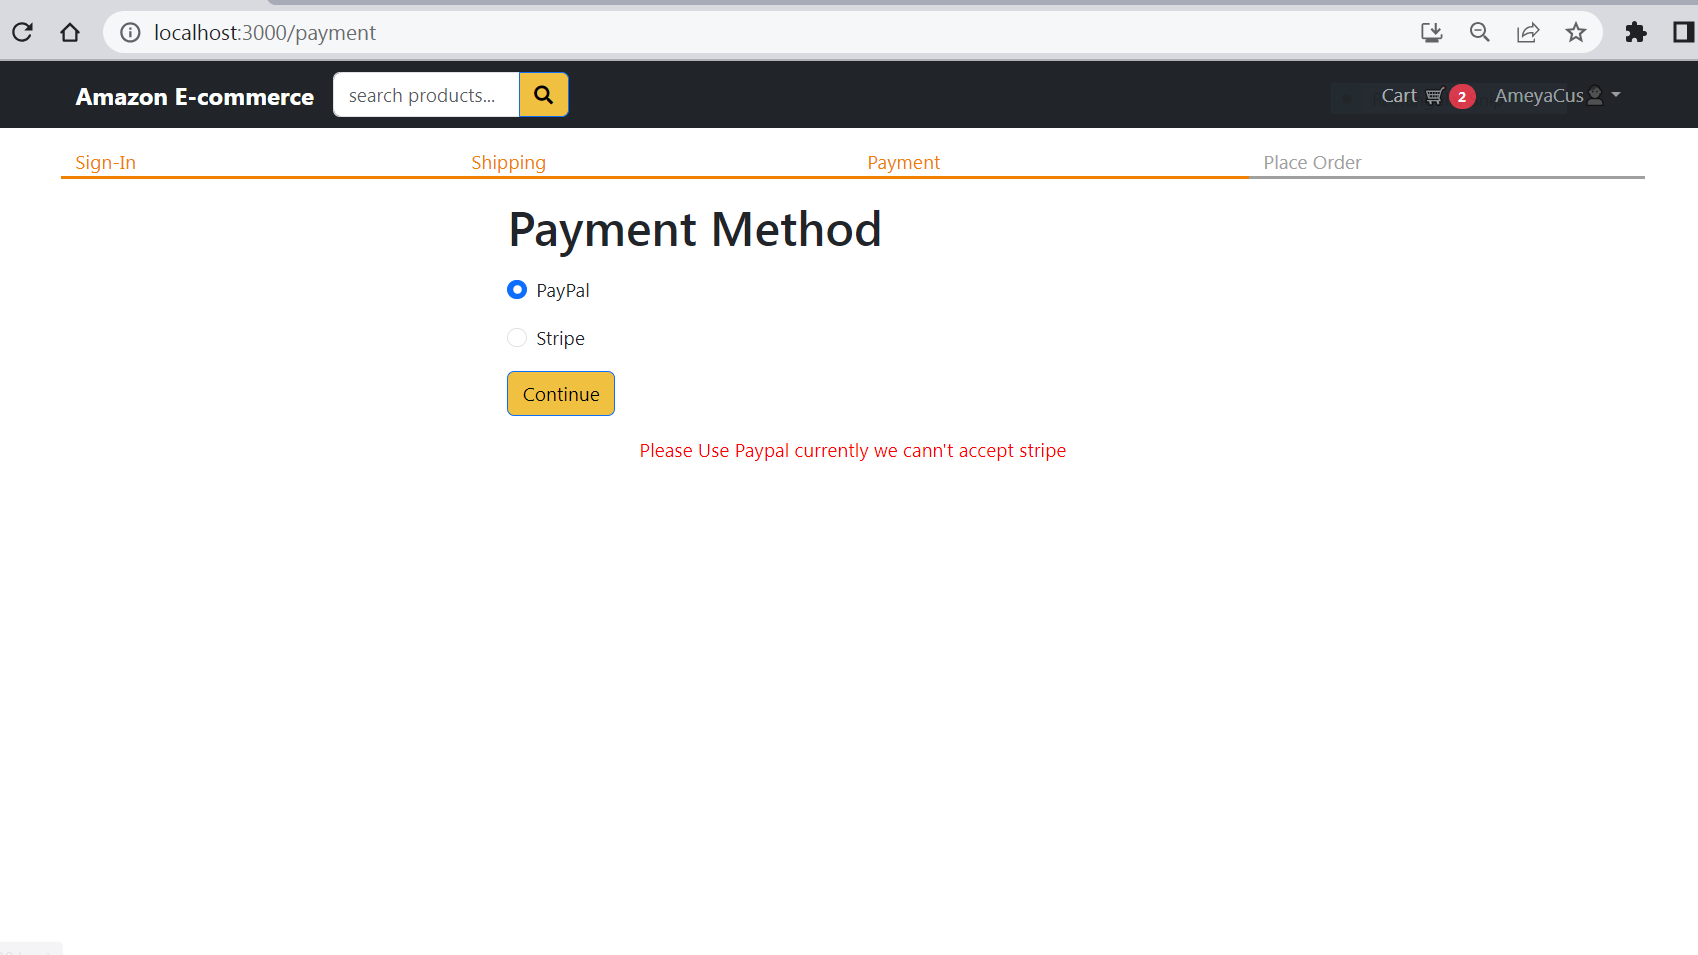 localhost:3000/payment
Amazon E-commerce search products... Cart 2 AmeyaCus
Sign-In Shipping Payment Place Order
Payment Method
PayPal
Stripe
Continue
Please Use Paypal currently we cann't accept stripe